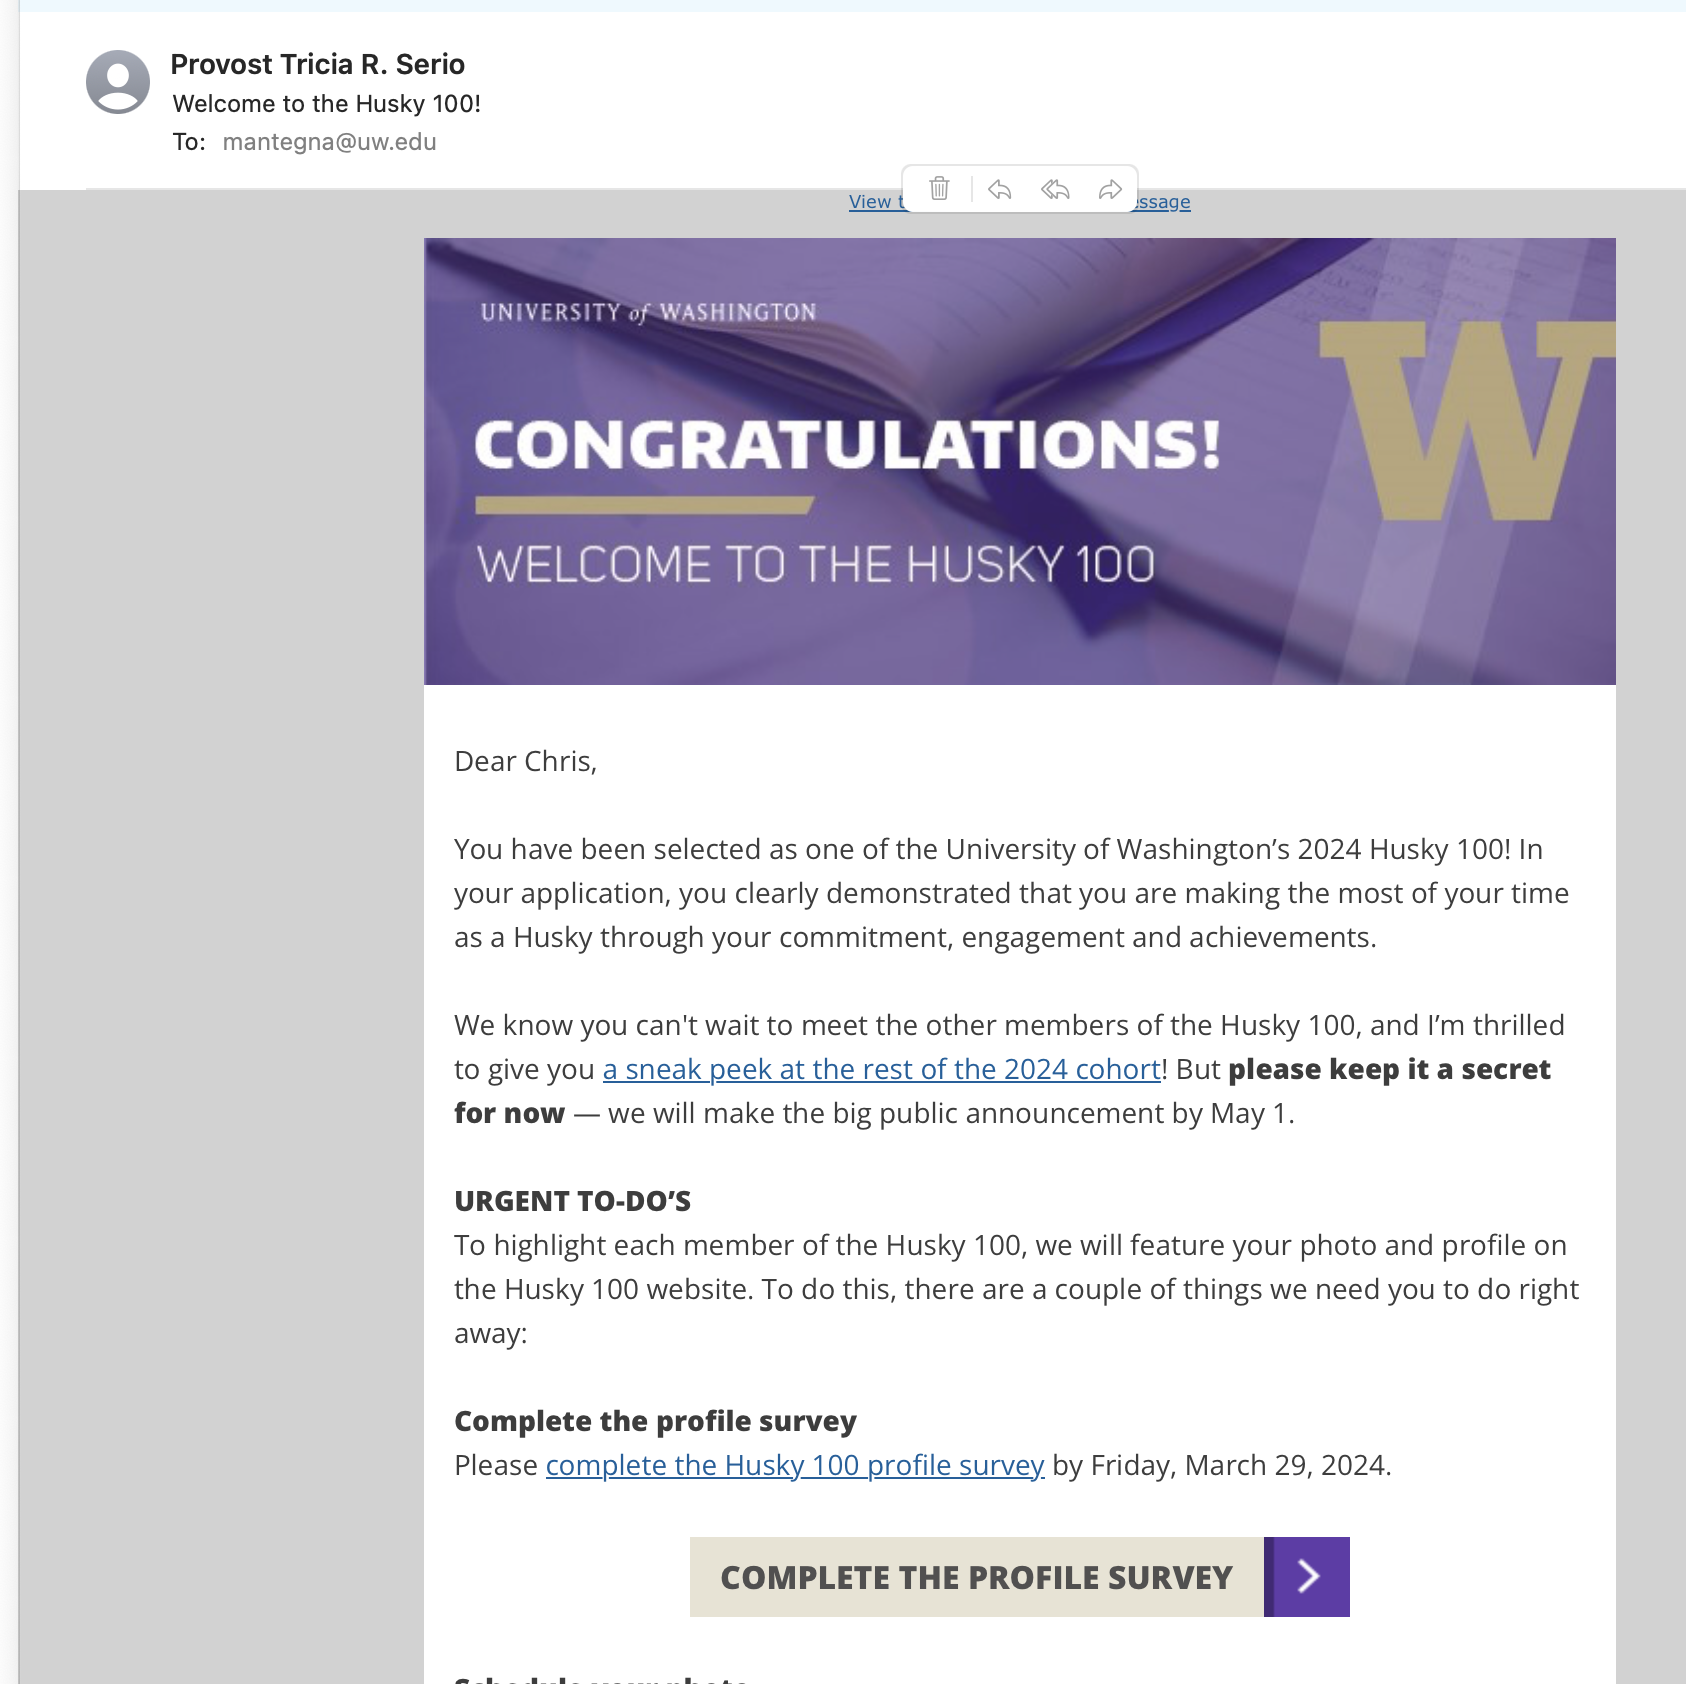 Provost Tricia R. Serio
Welcome to the Husky 100!
To: mantegna@uw.edu
View
UNIVERSITY of WASHINGTON
W
CONGRATULATIONS!
WELCOME TO THE HUSKY 100
Dear Chris,
You have been selected as one of the University of Washington’s 2024 Husky 100! In
your application, you clearly demonstrated that you are making the most of your time
as a Husky through your commitment, engagement and achievements.
We know you can't wait to meet the other members of the Husky 100, and I’m thrilled
to give you a sneak peek at the rest of the 2024 cohort! But please keep it a secret
for now — we will make the big public announcement by May 1.
URGENT TO-DO’S
To highlight each member of the Husky 100, we will feature your photo and profile on
the Husky 100 website. To do this, there are a couple of things we need you to do right
away:
Complete the profile survey
Please complete the Husky 100 profile survey by Friday, March 29, 2024.
COMPLETE THE PROFILE SURVEY
Schedule your photo